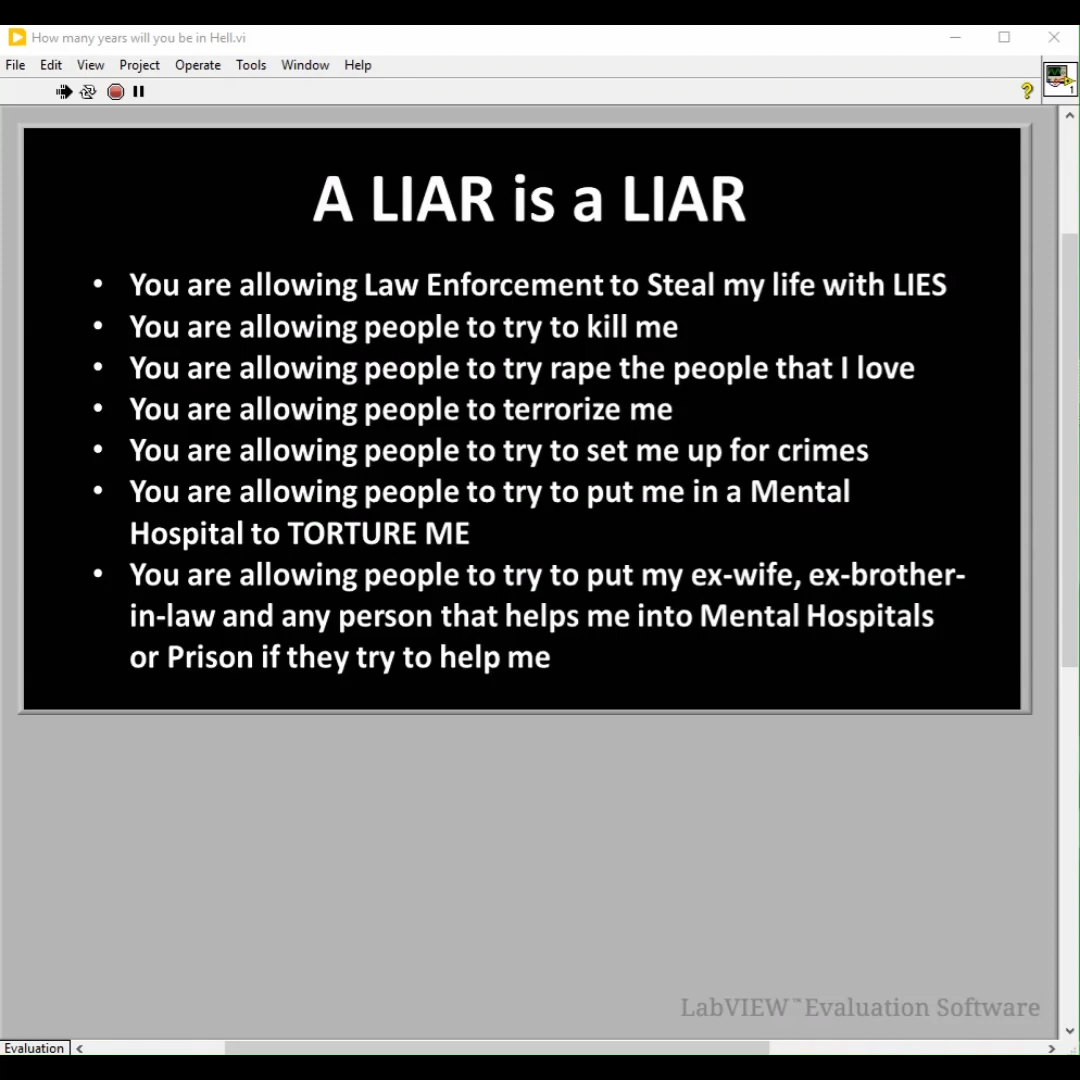 How many years will you be in Hell.vi
File Edit View Project Operate Tools Window Help
1
A LIAR is a LIAR
• You are allowing Law Enforcement to Steal my life with LIES
• You are allowing people to try to kill me
• You are allowing people to try rape the people that I love
• You are allowing people to terrorize me
• You are allowing people to try to set me up for crimes
• You are allowing people to try to put me in a Mental
Hospital to TORTURE ME
• You are allowing people to try to put my ex-wife, ex-brother-
in-law and any person that helps me into Mental Hospitals
or Prison if they try to help me
LabVIEW™ Evaluation Software
Evaluation